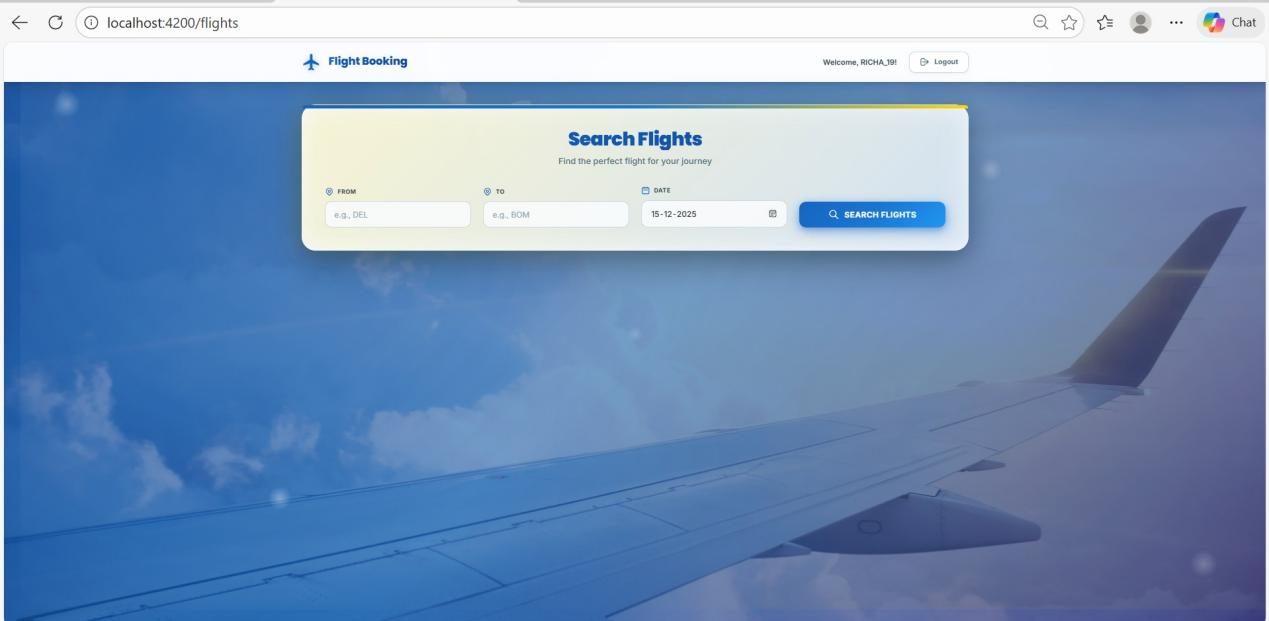 localhost:4200/flights
Chat
Flight Booking
Welcome, RICHA_19!
Logout
Search Flights
Find the perfect flight for your journey
FROM
TO
DATE
e.g., DEL
e.g., BOM
15-12-2025
SEARCH FLIGHTS